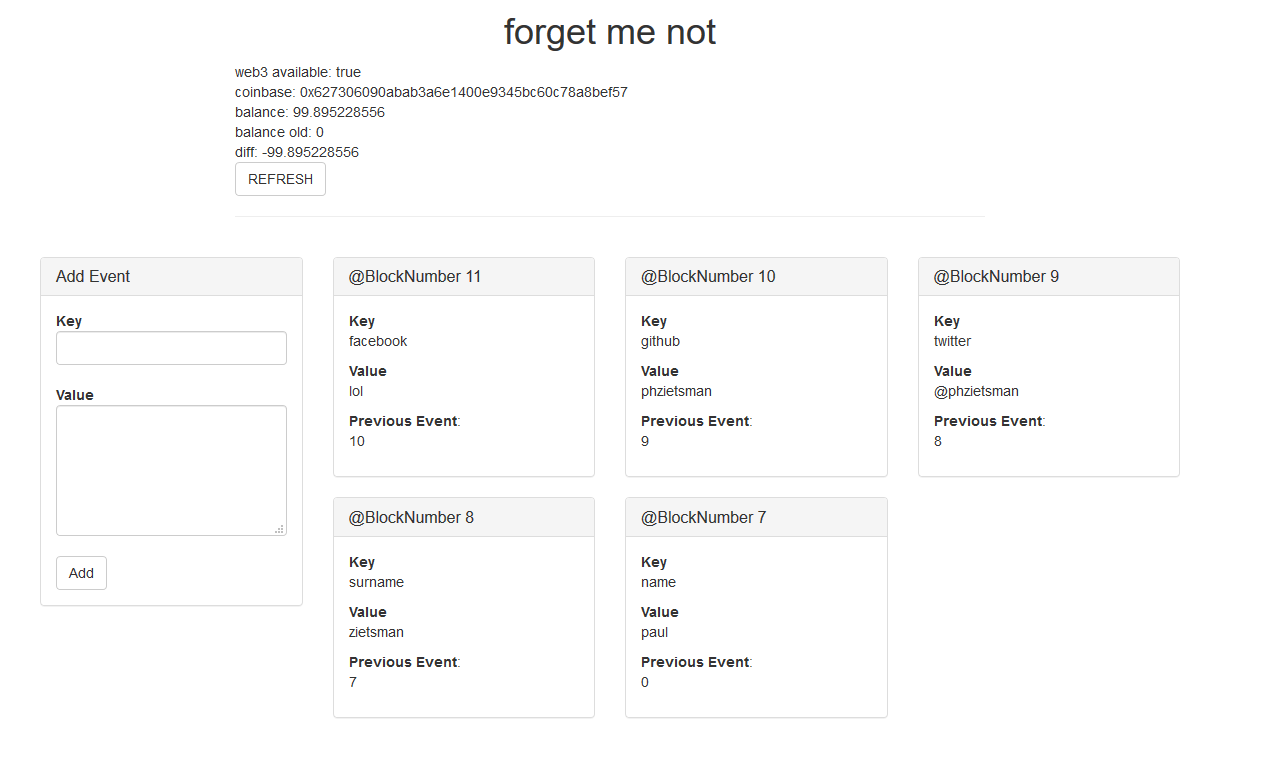 forget me not
web3 available: true
coinbase: 0x627306090abab3a6e1400e9345bc60c78a8bef57
balance: 99.895228556
balance old: 0
diff: -99.895228556
REFRESH
Add Event
Key
Value
Add
@BlockNumber 11
Key
facebook
Value
lol
Previous Event:
10
@BlockNumber 10
Key
github
Value
phzietsman
Previous Event:
9
@BlockNumber 9
Key
twitter
Value
@phzietsman
Previous Event:
8
@BlockNumber 8
Key
surname
Value
zietsman
Previous Event:
7
@BlockNumber 7
Key
name
Value
paul
Previous Event:
0